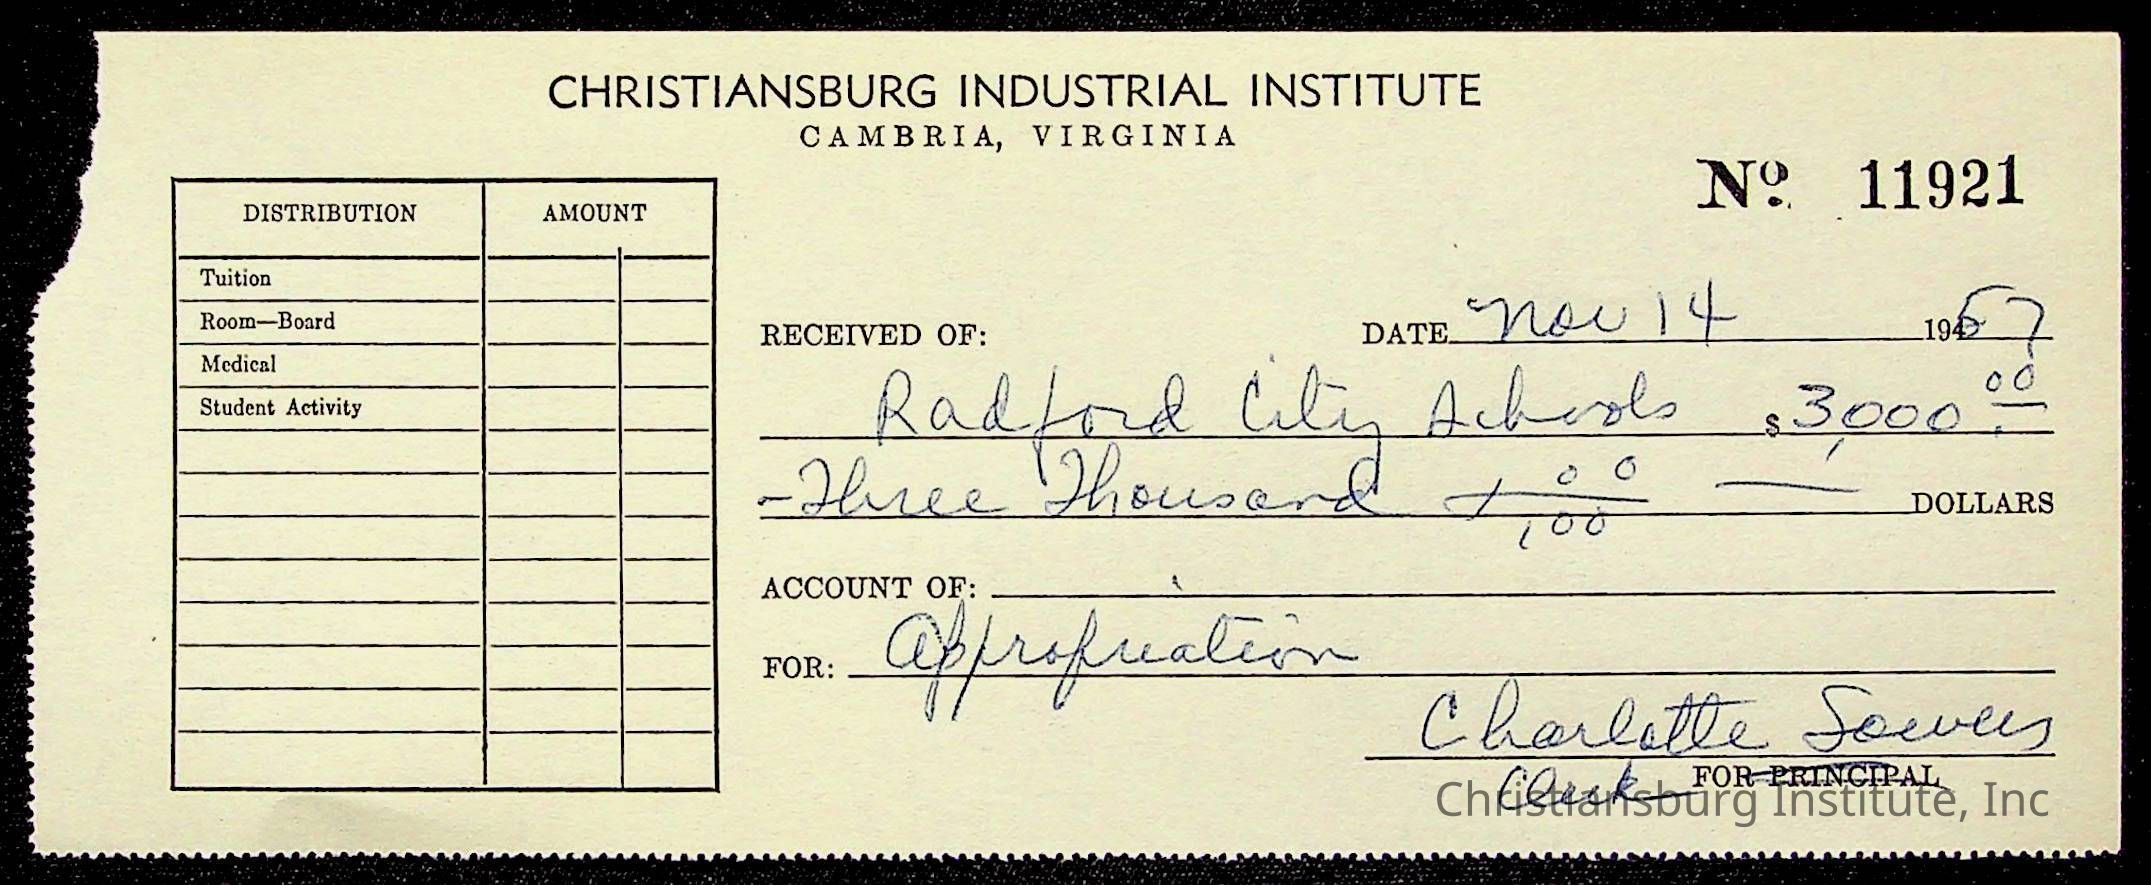 CHRISTIANSBURG INDUSTRIAL INSTITUTE
CAMBRIA, VIRGINIA
Nº 11921
DISTRIBUTION AMOUNT
Tuition
Room—Board
Medical
Student Activity
RECEIVED OF: DATE Nov 14 1957
Radford City Schools $3,000.00
-Three Thousand + 00/100 — DOLLARS
ACCOUNT OF:
FOR: Appropriation
Charlotte Sowers
Clerk FOR PRINCIPAL
Christiansburg Institute, Inc